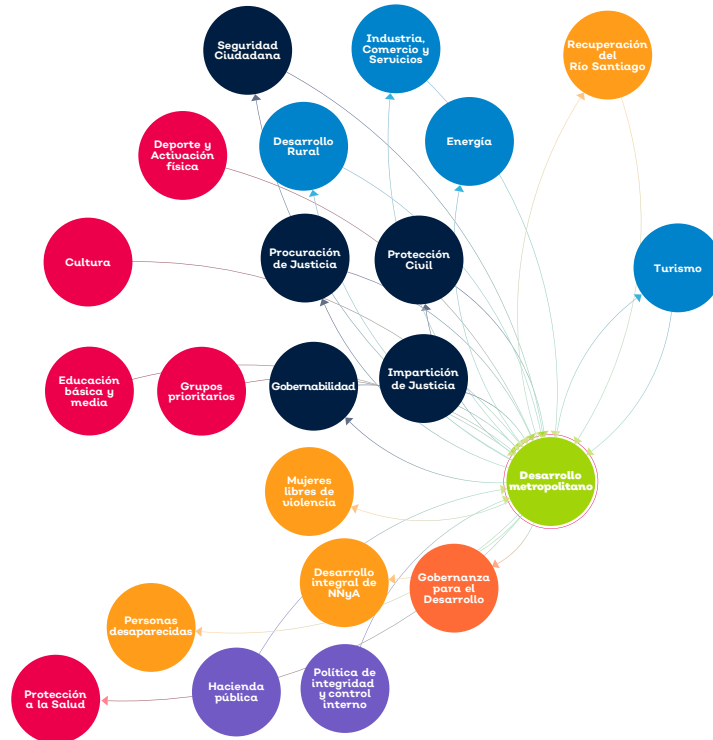 Seguridad
Ciudadana
Industria,
Comercio y
Servicios
Recuperación
del
Río Santiago
Deporte y
Activación
física
Desarrollo
Rural
Energía
Cultura
Procuración
de Justicia
Protección
Civil
Turismo
Educación
básica y
media
Grupos
prioritarios
Gobernabilidad
Impartición
de Justicia
Desarrollo
metropolitano
Mujeres
libres de
violencia
Desarrollo
integral de
NNyA
Gobernanza
para el
Desarrollo
Personas
desaparecidas
Protección
a la Salud
Hacienda
pública
Política de
integridad
y control
interno